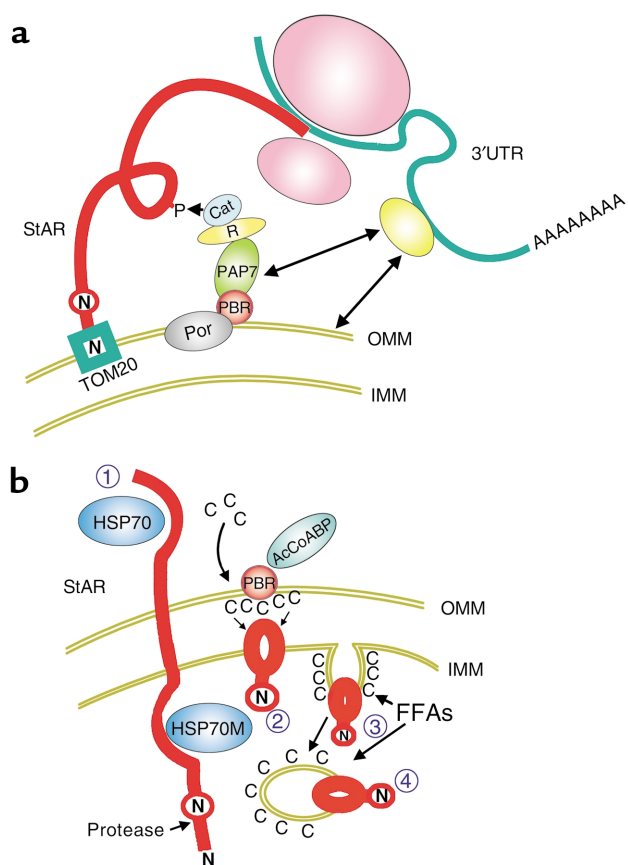 a
3′UTR
AAAAAAAA
StAR
P
Cat
R
PAP7
N
PBR
Por
N
TOM20
OMM
IMM
b
1
HSP70
C C C
AcCoABP
StAR
PBR
OMM
C C C C C
IMM
C C C
C C C
N
2
FFAs
HSP70M
N
3
C C C C C C C C
4
N
N
Protease
N